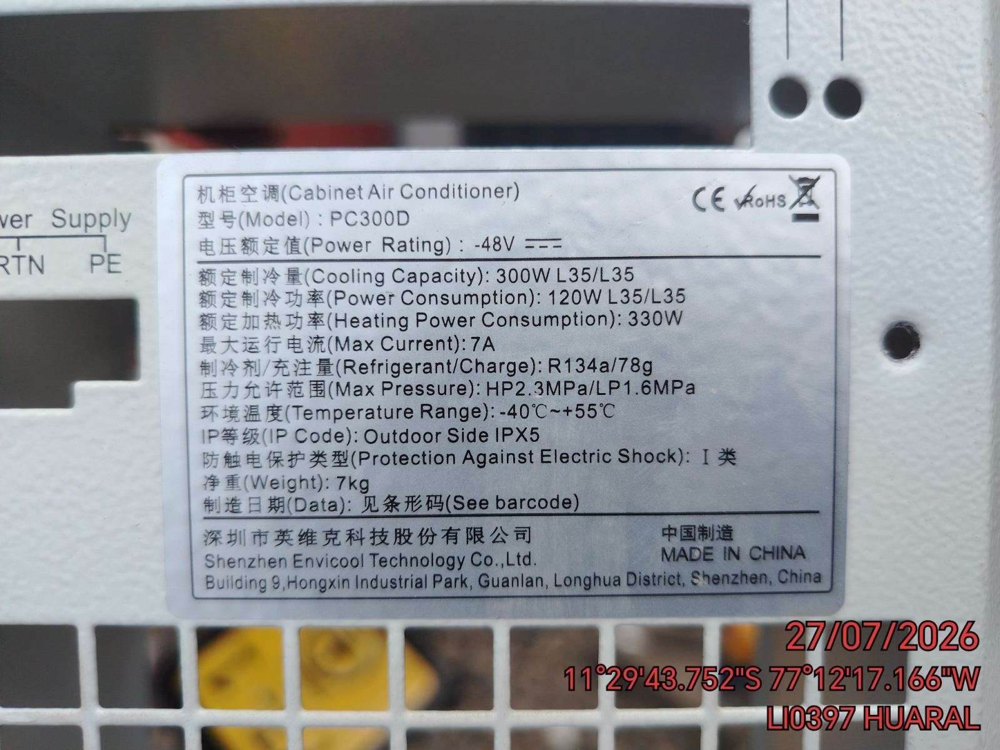 机柜空调(Cabinet Air Conditioner)
CE RoHS
型号(Model) : PC300D
电压额定值(Power Rating) : -48V
额定制冷量(Cooling Capacity): 300W L35/L35
额定制冷功率(Power Consumption): 120W L35/L35
额定加热功率(Heating Power Consumption): 330W
最大运行电流(Max Current): 7A
制冷剂/充注量(Refrigerant/Charge): R134a/78g
压力允许范围(Max Pressure): HP2.3MPa/LP1.6MPa
环境温度(Temperature Range): -40℃~+55℃
IP等级(IP Code): Outdoor Side IPX5
防触电保护类型(Protection Against Electric Shock): I 类
净重(Weight): 7kg
制造日期(Data): 见条形码(See barcode)
深圳市英维克科技股份有限公司
Shenzhen Envicool Technology Co.,Ltd.
Building 9,Hongxin Industrial Park, Guanlan, Longhua District, Shenzhen, China
中国制造
MADE IN CHINA
wer Supply
RTN PE
27/07/2026
11°29'43.752"S 77°12'17.166"W
LI0397 HUARAL